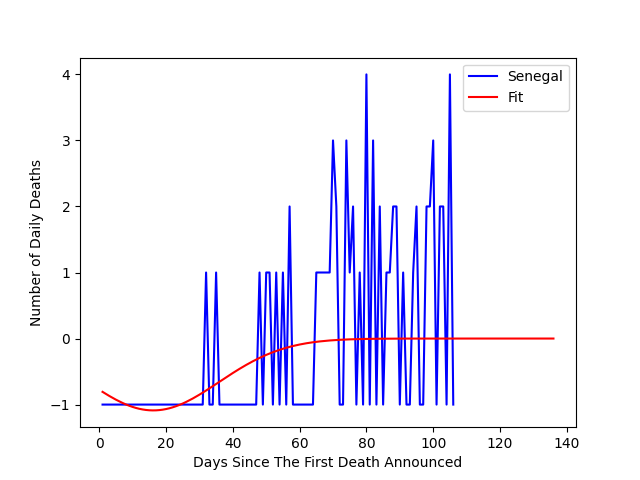 Senegal
Fit
4
3
2
1
0
−1
Number of Daily Deaths
0 20 40 60 80 100 120 140
Days Since The First Death Announced